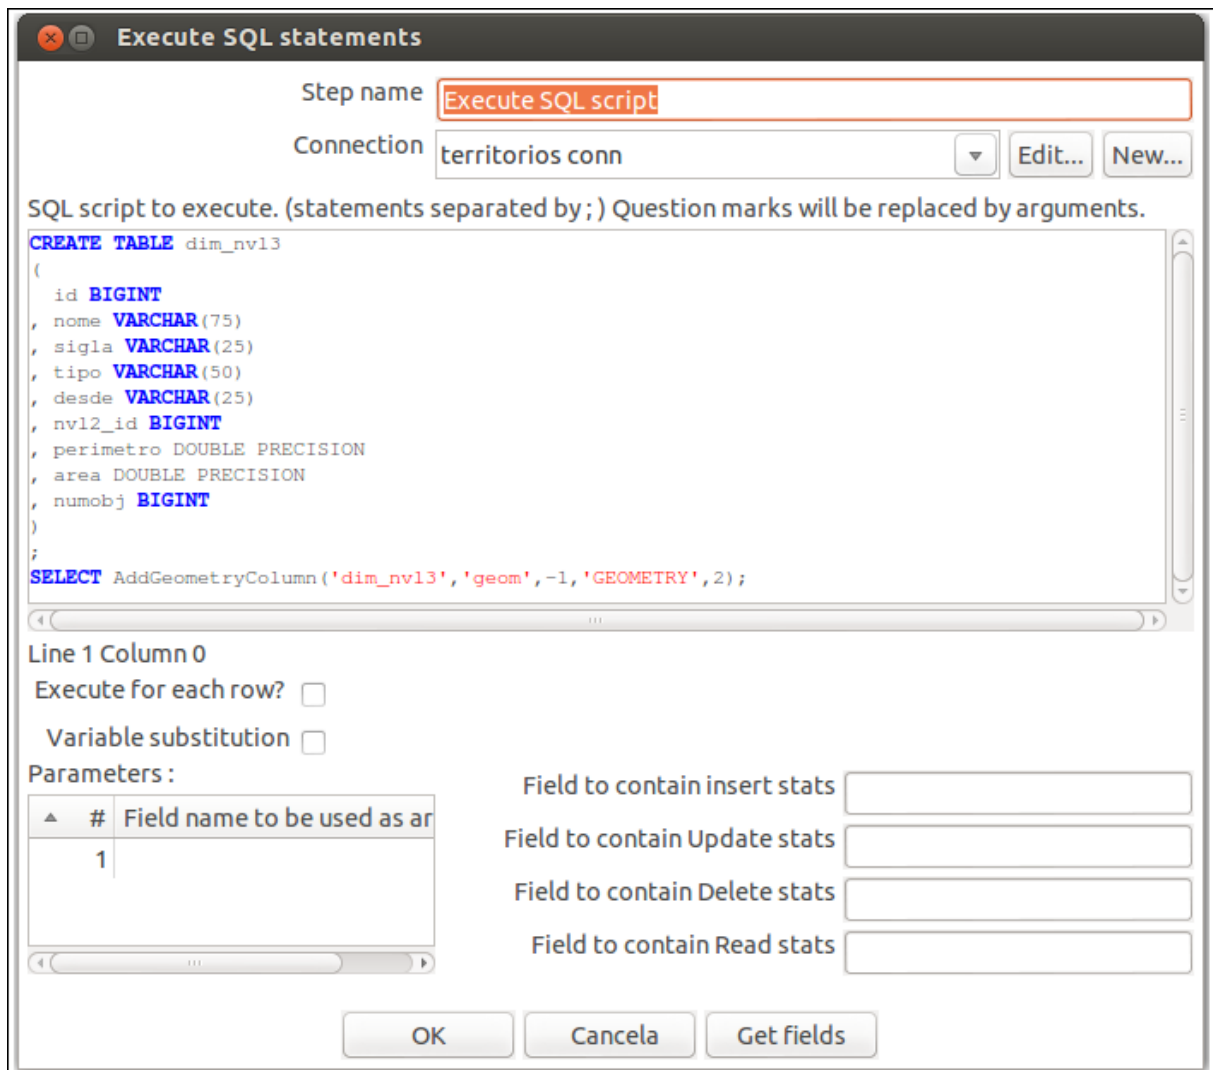 Execute SQL statements
Step name Execute SQL script
Connection territorios conn Edit... New...
SQL script to execute. (statements separated by ; ) Question marks will be replaced by arguments.
CREATE TABLE dim_nvl3
(
id BIGINT
, nome VARCHAR(75)
, sigla VARCHAR(25)
, tipo VARCHAR(50)
, desde VARCHAR(25)
, nvl2_id BIGINT
, perimetro DOUBLE PRECISION
, area DOUBLE PRECISION
, numobj BIGINT
)
;
SELECT AddGeometryColumn('dim_nvl3','geom',-1,'GEOMETRY',2);
Line 1 Column 0
Execute for each row?
Variable substitution
Parameters :
# Field name to be used as ar
1
Field to contain insert stats
Field to contain Update stats
Field to contain Delete stats
Field to contain Read stats
OK Cancela Get fields